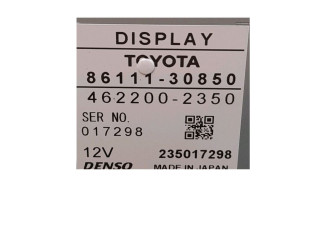 DISPLAY
TOYOTA
86111-30850
462200-2350
SER NO.
017298
12V 235017298
DENSO MADE IN JAPAN